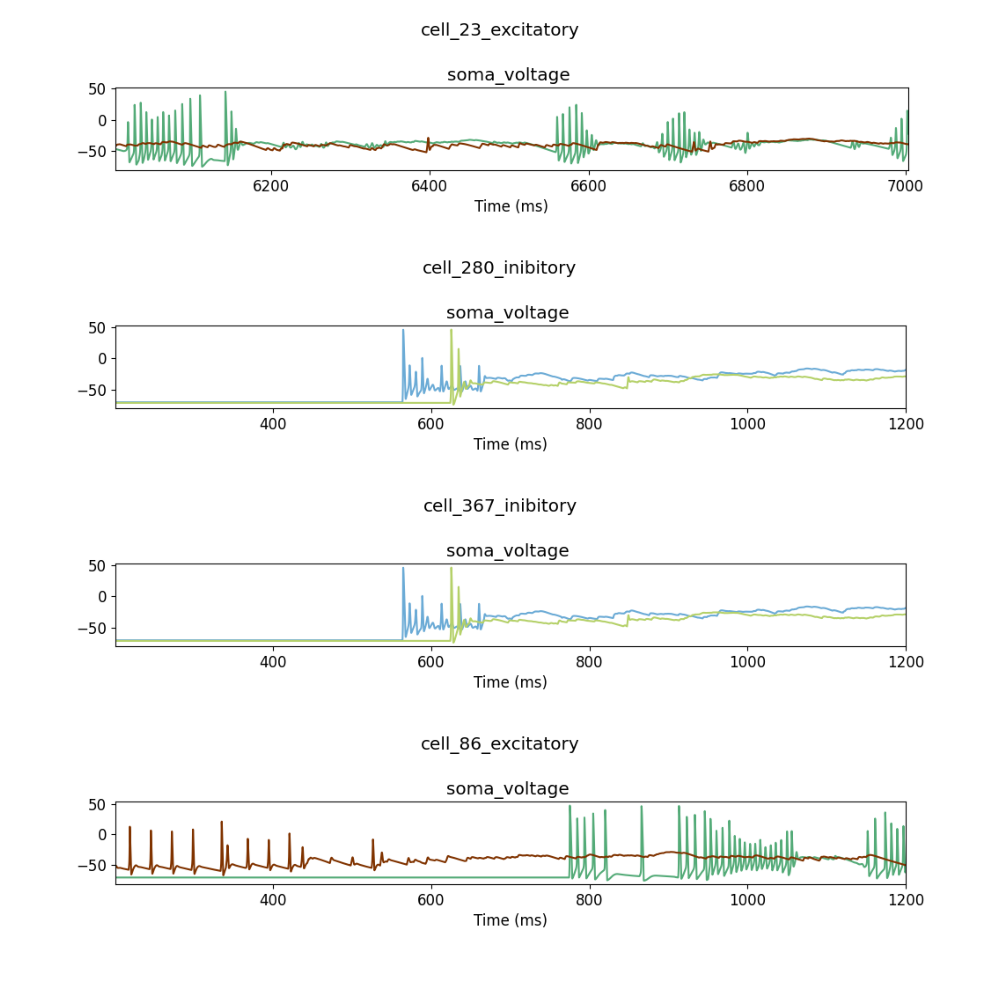 cell_23_excitatory
soma_voltage
50
0
−50
6200 6400 6600 6800 7000
Time (ms)
cell_280_inibitory
soma_voltage
50
0
−50
400 600 800 1000 1200
Time (ms)
cell_367_inibitory
soma_voltage
50
0
−50
400 600 800 1000 1200
Time (ms)
cell_86_excitatory
soma_voltage
50
0
−50
400 600 800 1000 1200
Time (ms)